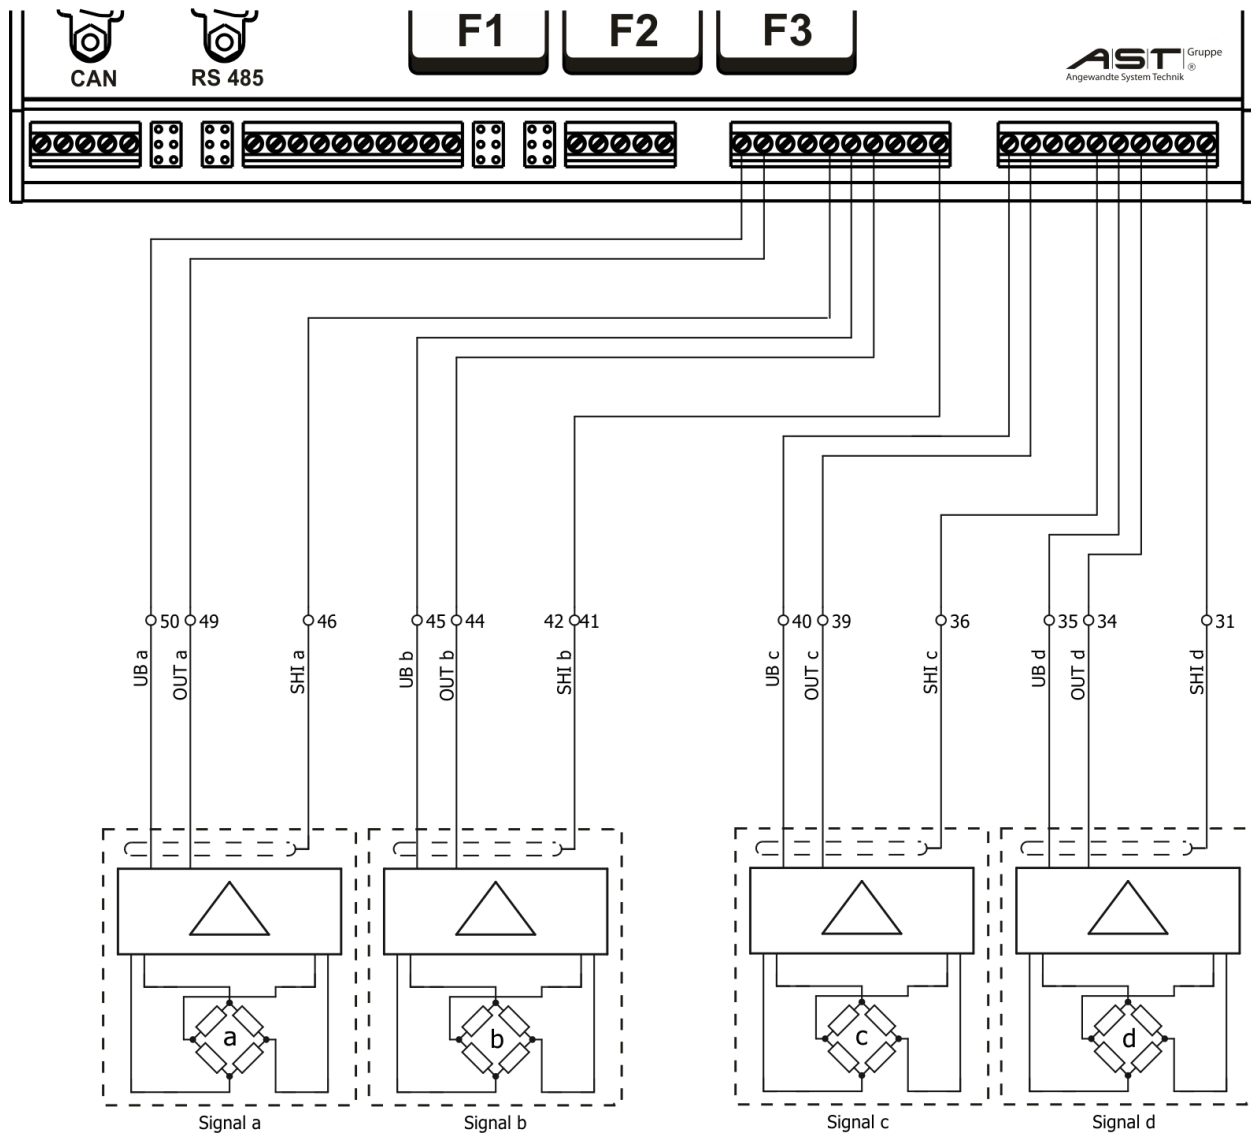 F1 F2 F3
CAN RS 485
AST Gruppe
®
Angewandte System Technik
50 49 46 45 44 42 41 40 39 36 35 34 31
UB a OUT a SHI a UB b OUT b SHI b UB c OUT c SHI c UB d OUT d SHI d
a b c d
Signal a Signal b Signal c Signal d